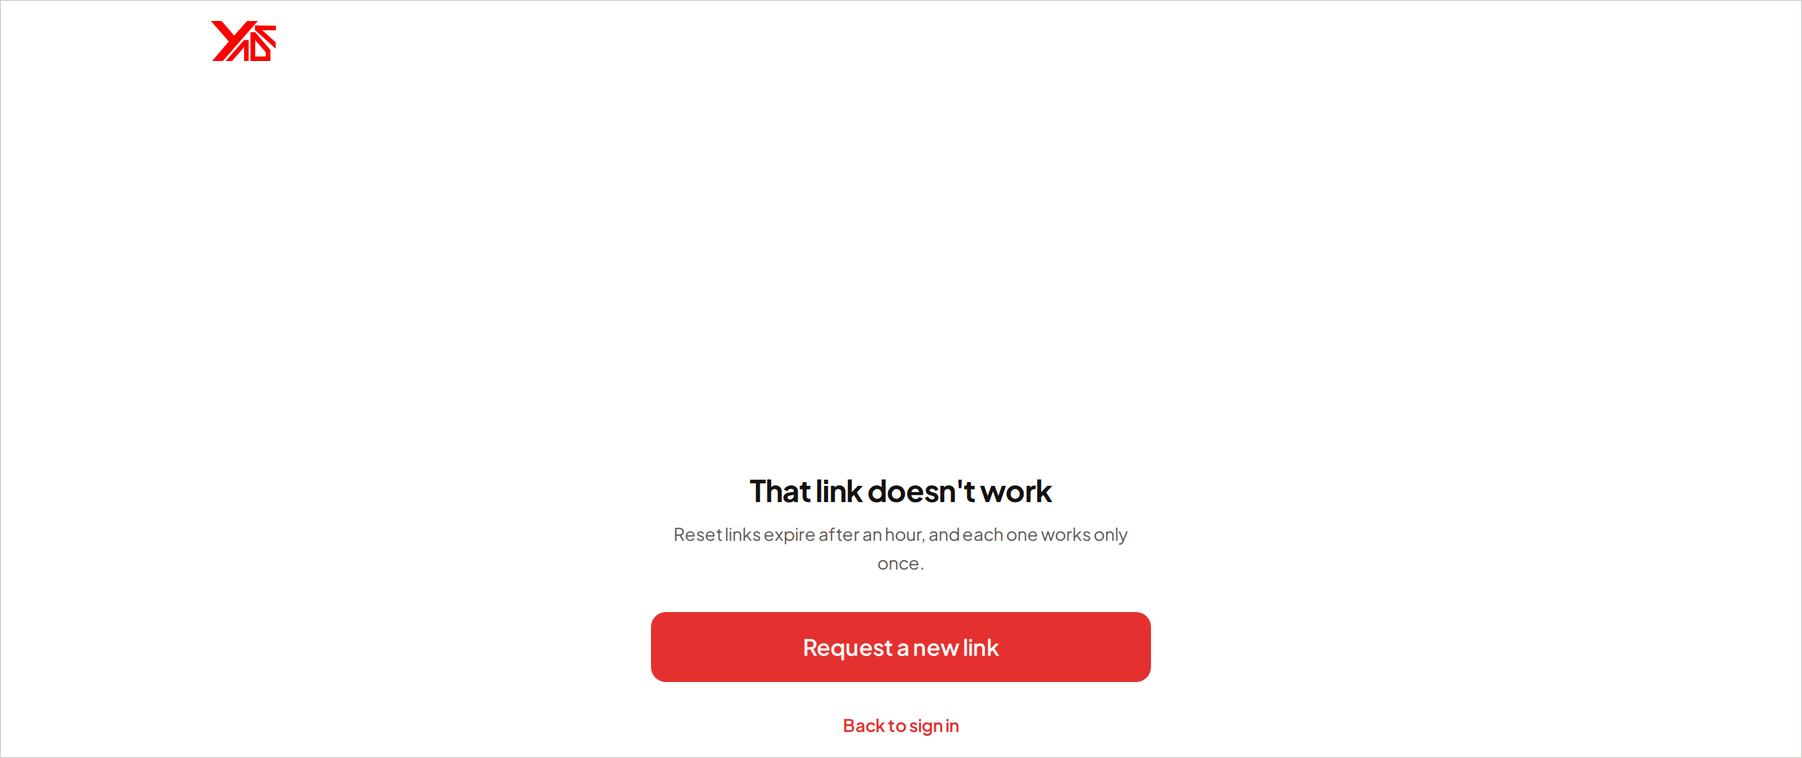 That link doesn't work
Reset links expire after an hour, and each one works only
once.
Request a new link
Back to sign in